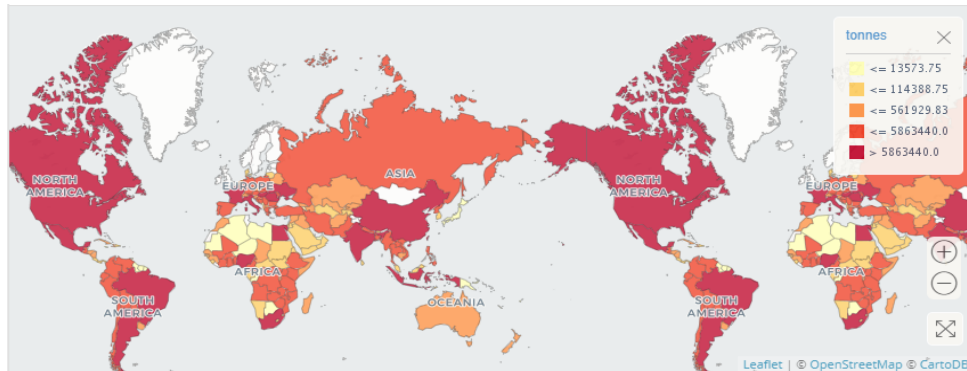 tonnes
<= 13573.75
<= 114388.75
<= 561929.83
<= 5863440.0
> 5863440.0
ASIA
NORTH
AMERICA
EUROPE
NORTH
AMERICA
EUROPE
AFRICA
AFRICA
SOUTH
AMERICA
OCEANIA
SOUTH
AMERICA
Leaflet | © OpenStreetMap © CartoDB